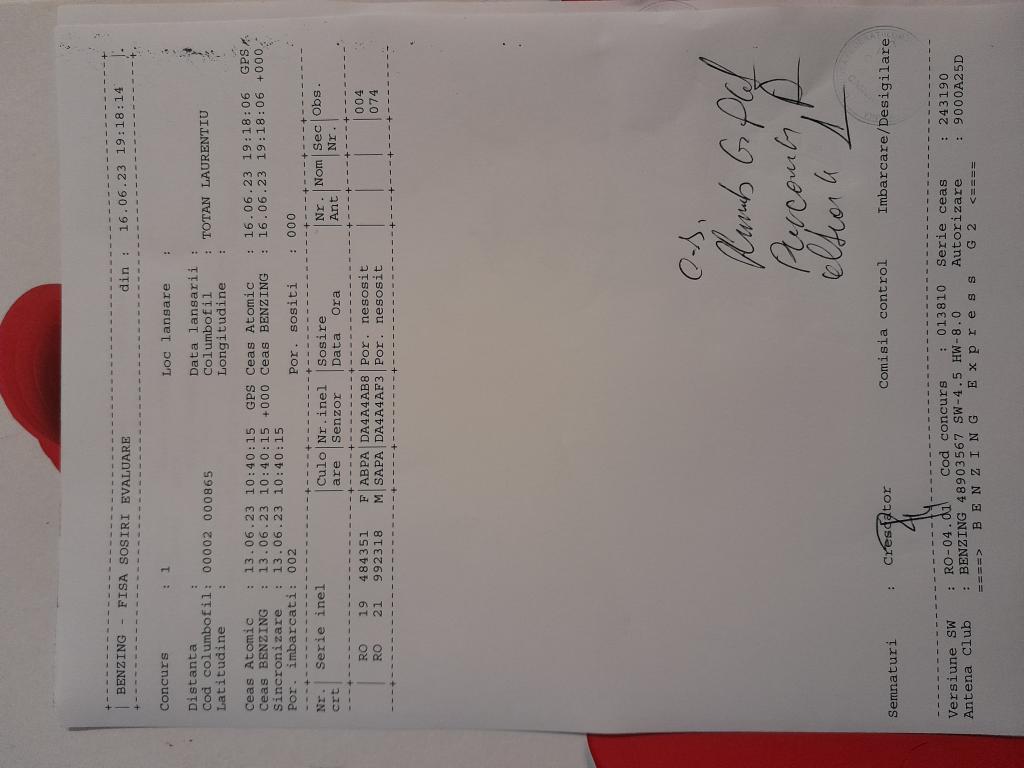 BENZING - FISA SOSIRI EVALUARE din : 16.06.23 19:18:14
Concurs : 1 Loc lansare :
Distanta : Data lansarii :
Cod columbofil: 00002 000865 Columbofil : TOTAN LAURENTIU
Latitudine : Longitudine :
Ceas Atomic : 13.06.23 10:40:15 GPS Ceas Atomic : 16.06.23 19:18:06 GPS
Ceas BENZING : 13.06.23 10:40:15 +000 Ceas BENZING : 16.06.23 19:18:06 +000
Sincronizare : 13.06.23 10:40:15
Por. imbarcati: 002 Por. sositi : 000
Nr. | Serie inel |Culo|Nr.inel |Sosire |Nr. |Nom |Sec |Obs.
crt| |are |Senzor |Data Ora |Ant | |Nr. |
| RO 19 484351 F|ABPA|DA4A4AB8|Por. nesosit | | | |004
| RO 21 992318 M|SAPA|DA4A4AF3|Por. nesosit | | | |074
Semnaturi : Crescator Comisia control Imbarcare/Desigilare
Versiune SW : RO-04.01 Cod concurs : 013810 Serie ceas : 243190
Antena Club : BENZING 48903567 SW-4.5 HW-8.0 Autorizare : 9000A25D
====> B E N Z I N G E x p r e s s G 2 <====